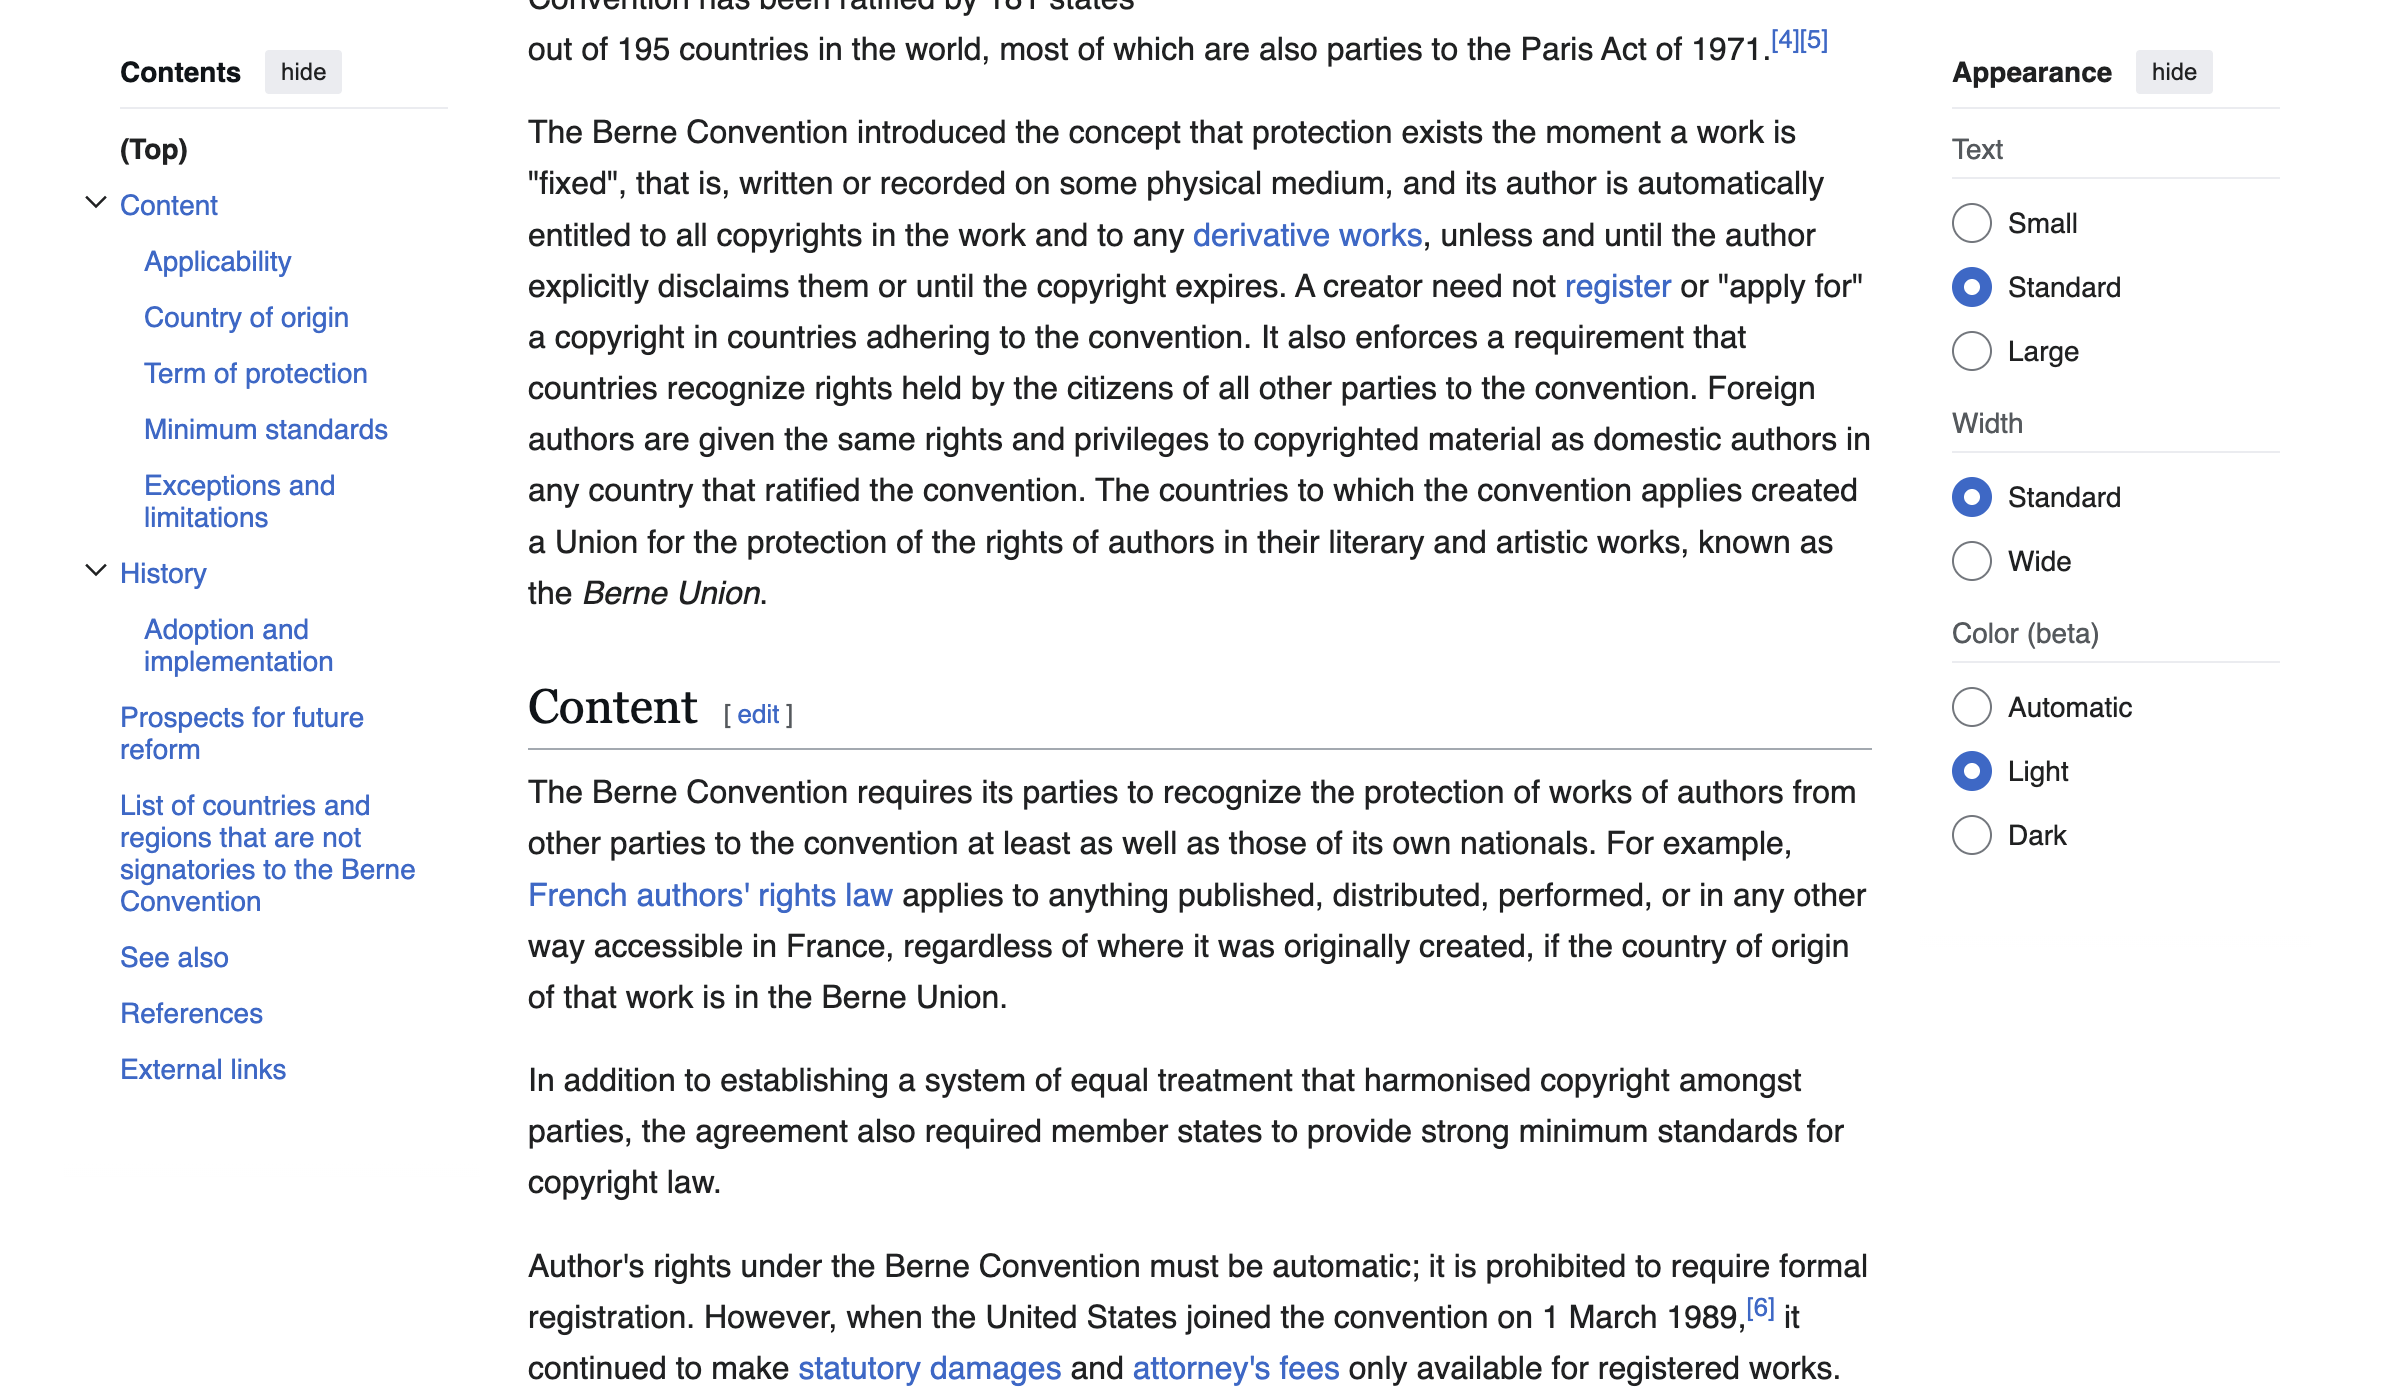 Convention has been ratified by 181 states
out of 195 countries in the world, most of which are also parties to the Paris Act of 1971.[4][5]
Contents hide
(Top)
Content
Applicability
Country of origin
Term of protection
Minimum standards
Exceptions and
limitations
History
Adoption and
implementation
Prospects for future
reform
List of countries and
regions that are not
signatories to the Berne
Convention
See also
References
External links
The Berne Convention introduced the concept that protection exists the moment a work is
"fixed", that is, written or recorded on some physical medium, and its author is automatically
entitled to all copyrights in the work and to any derivative works, unless and until the author
explicitly disclaims them or until the copyright expires. A creator need not register or "apply for"
a copyright in countries adhering to the convention. It also enforces a requirement that
countries recognize rights held by the citizens of all other parties to the convention. Foreign
authors are given the same rights and privileges to copyrighted material as domestic authors in
any country that ratified the convention. The countries to which the convention applies created
a Union for the protection of the rights of authors in their literary and artistic works, known as
the Berne Union.
Content [ edit ]
The Berne Convention requires its parties to recognize the protection of works of authors from
other parties to the convention at least as well as those of its own nationals. For example,
French authors' rights law applies to anything published, distributed, performed, or in any other
way accessible in France, regardless of where it was originally created, if the country of origin
of that work is in the Berne Union.
In addition to establishing a system of equal treatment that harmonised copyright amongst
parties, the agreement also required member states to provide strong minimum standards for
copyright law.
Author's rights under the Berne Convention must be automatic; it is prohibited to require formal
registration. However, when the United States joined the convention on 1 March 1989,[6] it
continued to make statutory damages and attorney's fees only available for registered works.
Appearance hide
Text
Small
Standard
Large
Width
Standard
Wide
Color (beta)
Automatic
Light
Dark